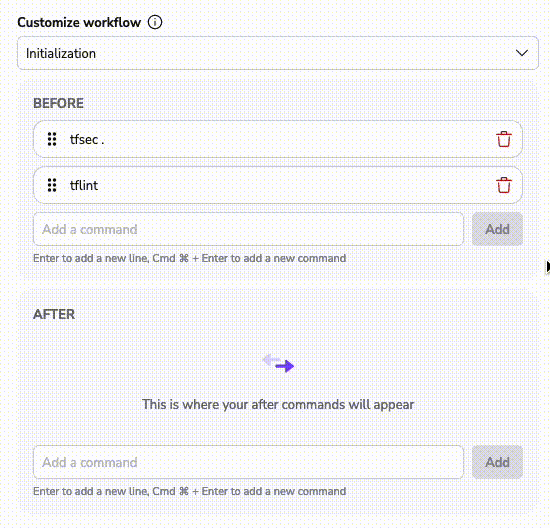 Customize workflow
Initialization
BEFORE
tfsec .
tflint
Add a command
Add
Enter to add a new line, Cmd ⌘ + Enter to add a new command
AFTER
This is where your after commands will appear
Add a command
Add
Enter to add a new line, Cmd ⌘ + Enter to add a new command